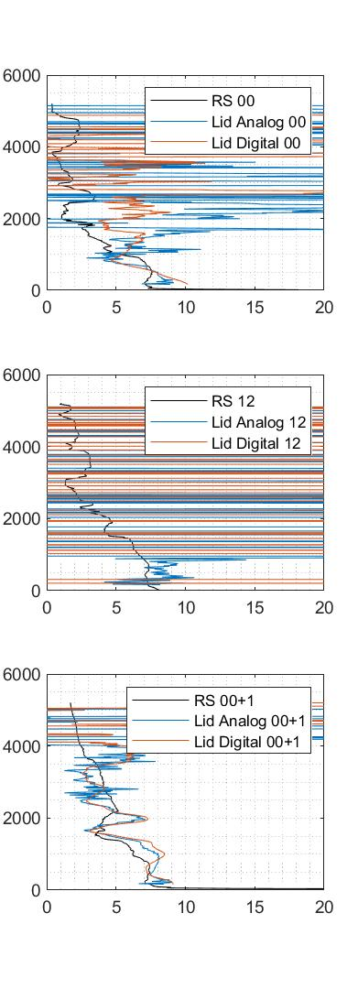 6000
RS 00
Lid Analog 00
Lid Digital 00
4000
2000
0
0 5 10 15 20
6000
RS 12
Lid Analog 12
Lid Digital 12
4000
2000
0
0 5 10 15 20
6000
RS 00+1
Lid Analog 00+1
Lid Digital 00+1
4000
2000
0
0 5 10 15 20